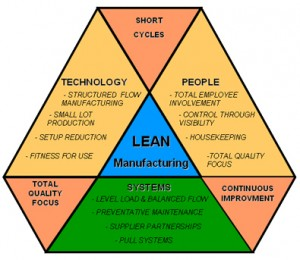 SHORT
CYCLES
TECHNOLOGY
- STRUCTURED FLOW
MANUFACTURING
- SMALL LOT
PRODUCTION
- SETUP REDUCTION
- FITNESS FOR USE
PEOPLE
- TOTAL EMPLOYEE
INVOLVEMENT
- CONTROL THROUGH
VISIBILITY
- HOUSEKEEPING
-TOTAL QUALITY
FOCUS
LEAN
Manufacturing
TOTAL
QUALITY
FOCUS
SYSTEMS
- LEVEL LOAD & BALANCED FLOW
- PREVENTATIVE MAINTENANCE
- SUPPLIER PARTNERSHIPS
- PULL SYSTEMS
CONTINUOUS
IMPROVMENT